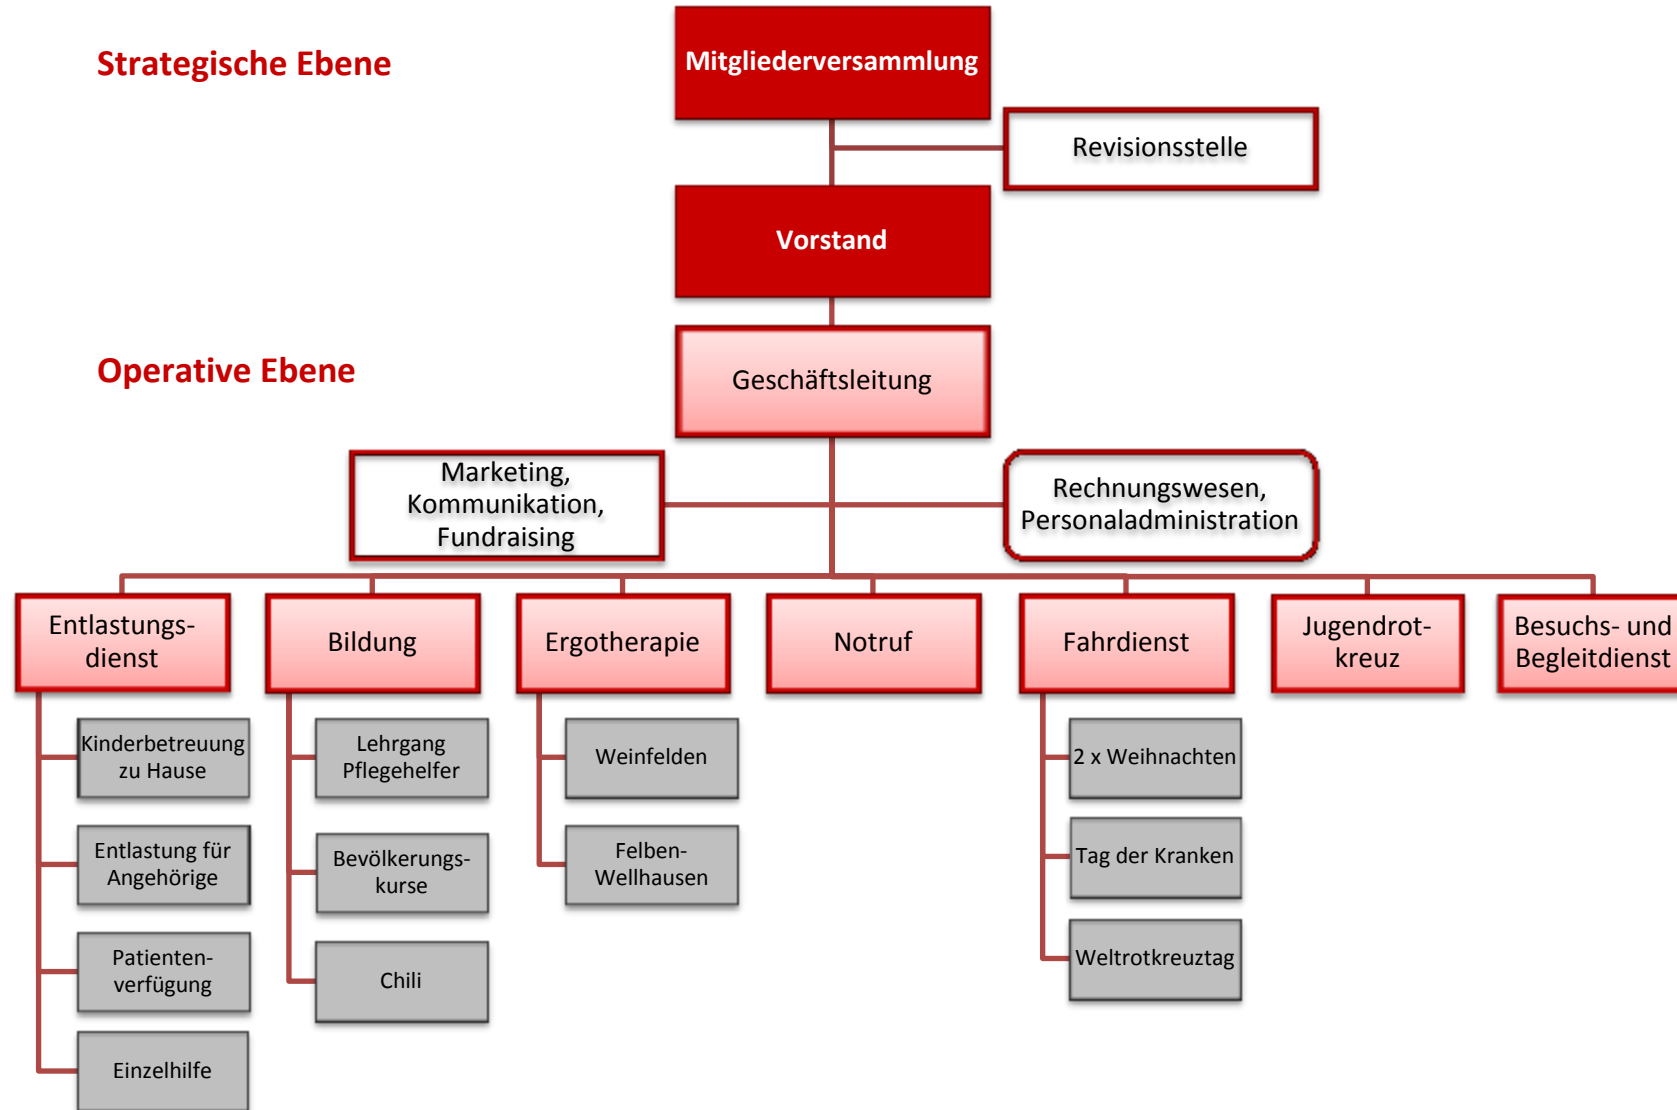 Strategische Ebene
Mitgliederversammlung
Revisionsstelle
Vorstand
Operative Ebene
Geschäftsleitung
Marketing,
Kommunikation,
Fundraising
Rechnungswesen,
Personaladministration
Entlastungs-
dienst
Bildung
Ergotherapie
Notruf
Fahrdienst
Jugendrot-
kreuz
Besuchs- und
Begleitdienst
Kinderbetreuung
zu Hause
Entlastung für
Angehörige
Patienten-
verfügung
Einzelhilfe
Lehrgang
Pflegehelfer
Bevölkerungs-
kurse
Chili
Weinfelden
Felben-
Wellhausen
2 x Weihnachten
Tag der Kranken
Weltrotkreuztag